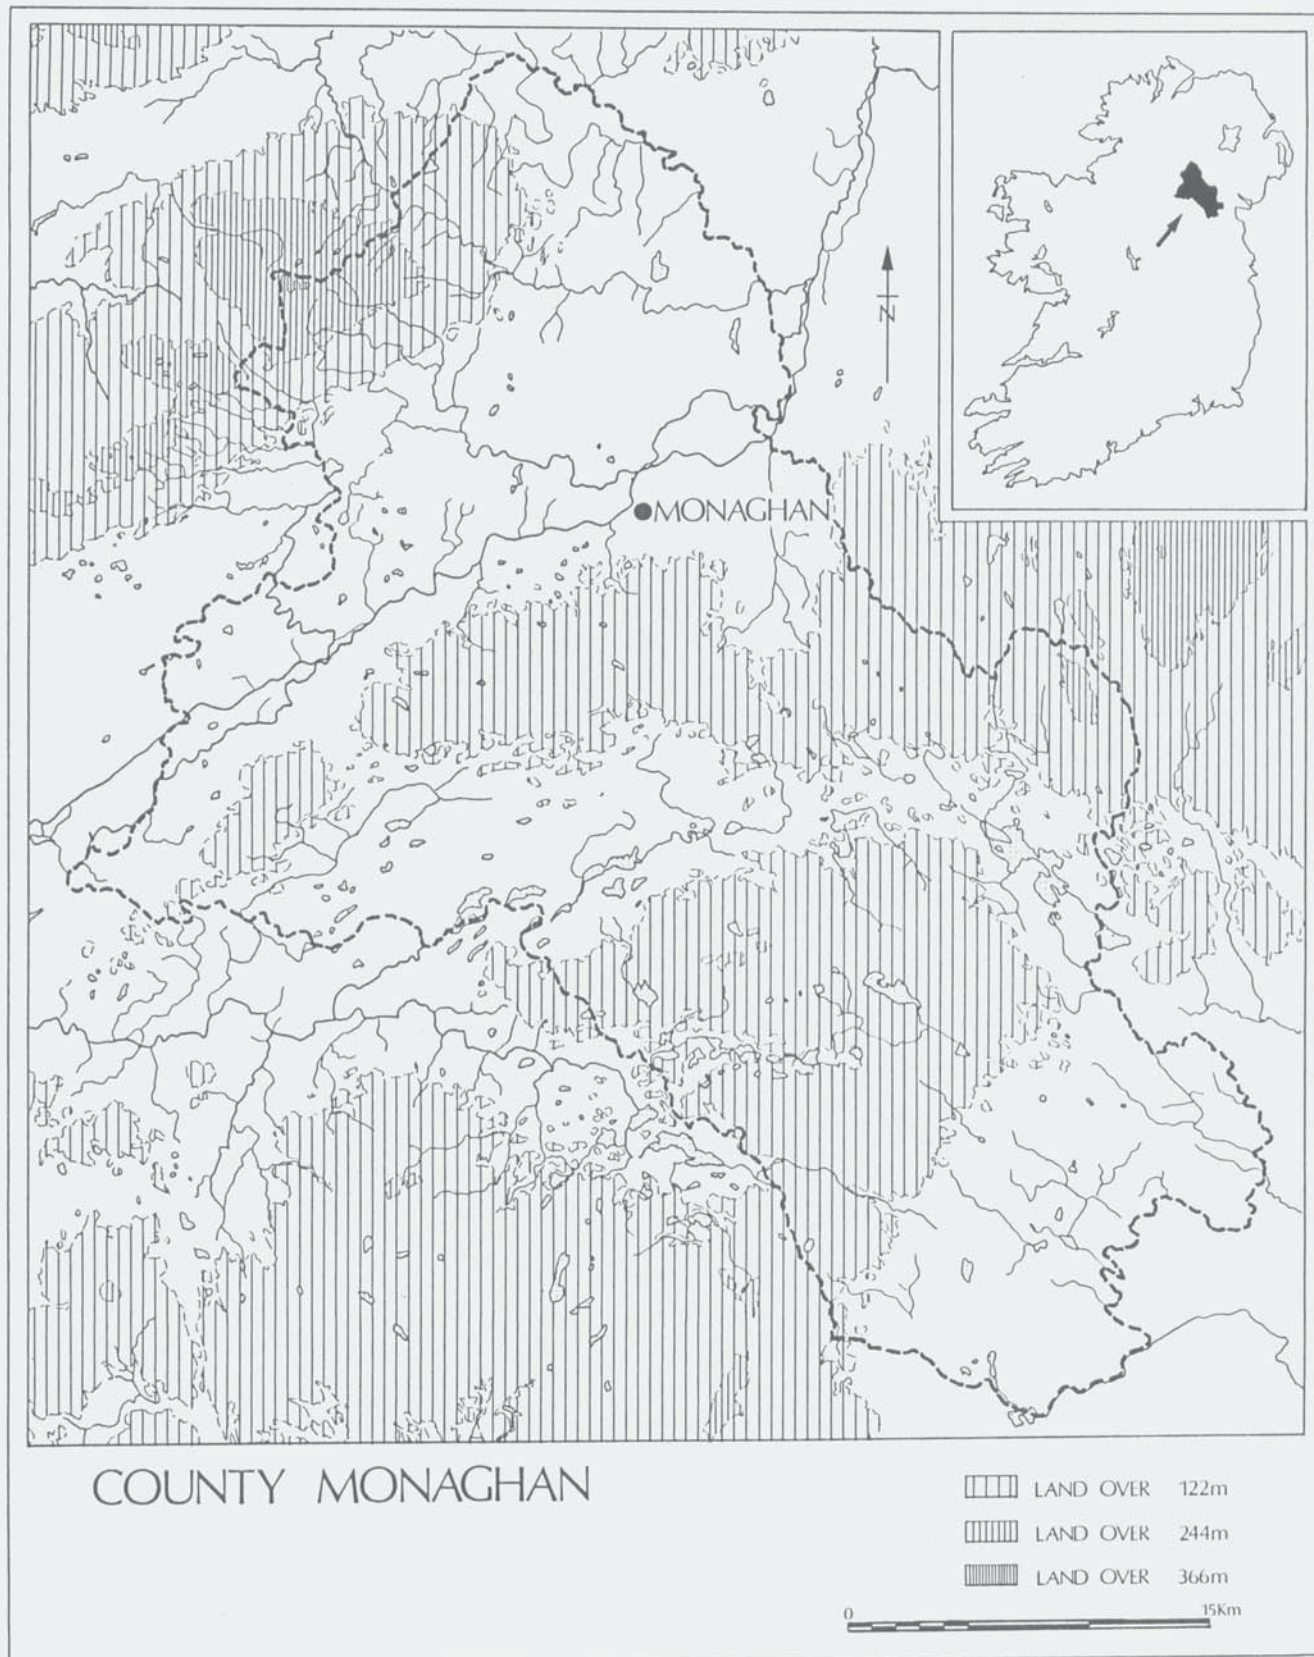 N
MONAGHAN
COUNTY MONAGHAN
LAND OVER 122m
LAND OVER 244m
LAND OVER 366m
0 15Km